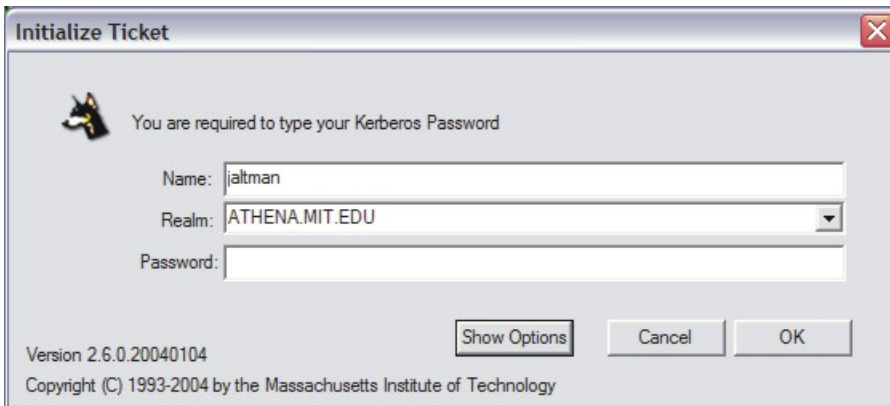 Initialize Ticket
You are required to type your Kerberos Password
Name: jaltman
Realm: ATHENA.MIT.EDU
Password:
Show Options Cancel OK
Version 2.6.0.20040104
Copyright (C) 1993-2004 by the Massachusetts Institute of Technology